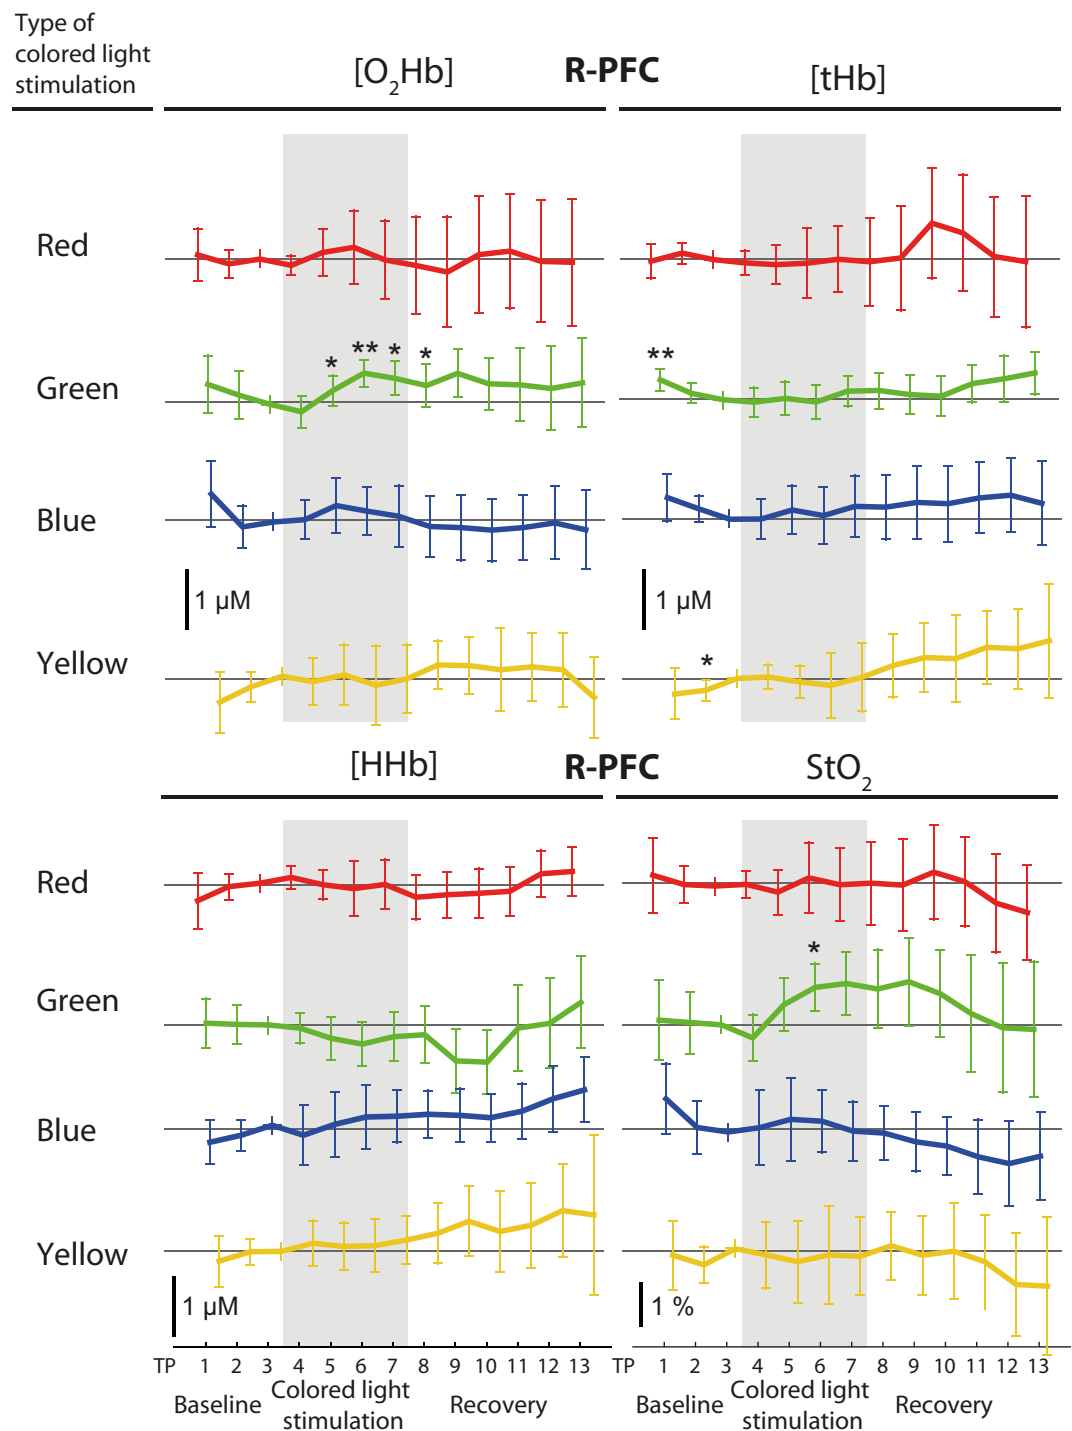 Type of
colored light
stimulation
[O₂Hb] R-PFC [tHb]
Red
** * *
*
**
Green
Blue
1 µM 1 µM
Yellow
*
[HHb] R-PFC StO₂
Red
*
Green
Blue
Yellow
1 µM 1 %
TP 1 2 3 4 5 6 7 8 9 10 11 12 13 TP 1 2 3 4 5 6 7 8 9 10 11 12 13
Baseline Colored light stimulation Recovery Baseline Colored light stimulation Recovery